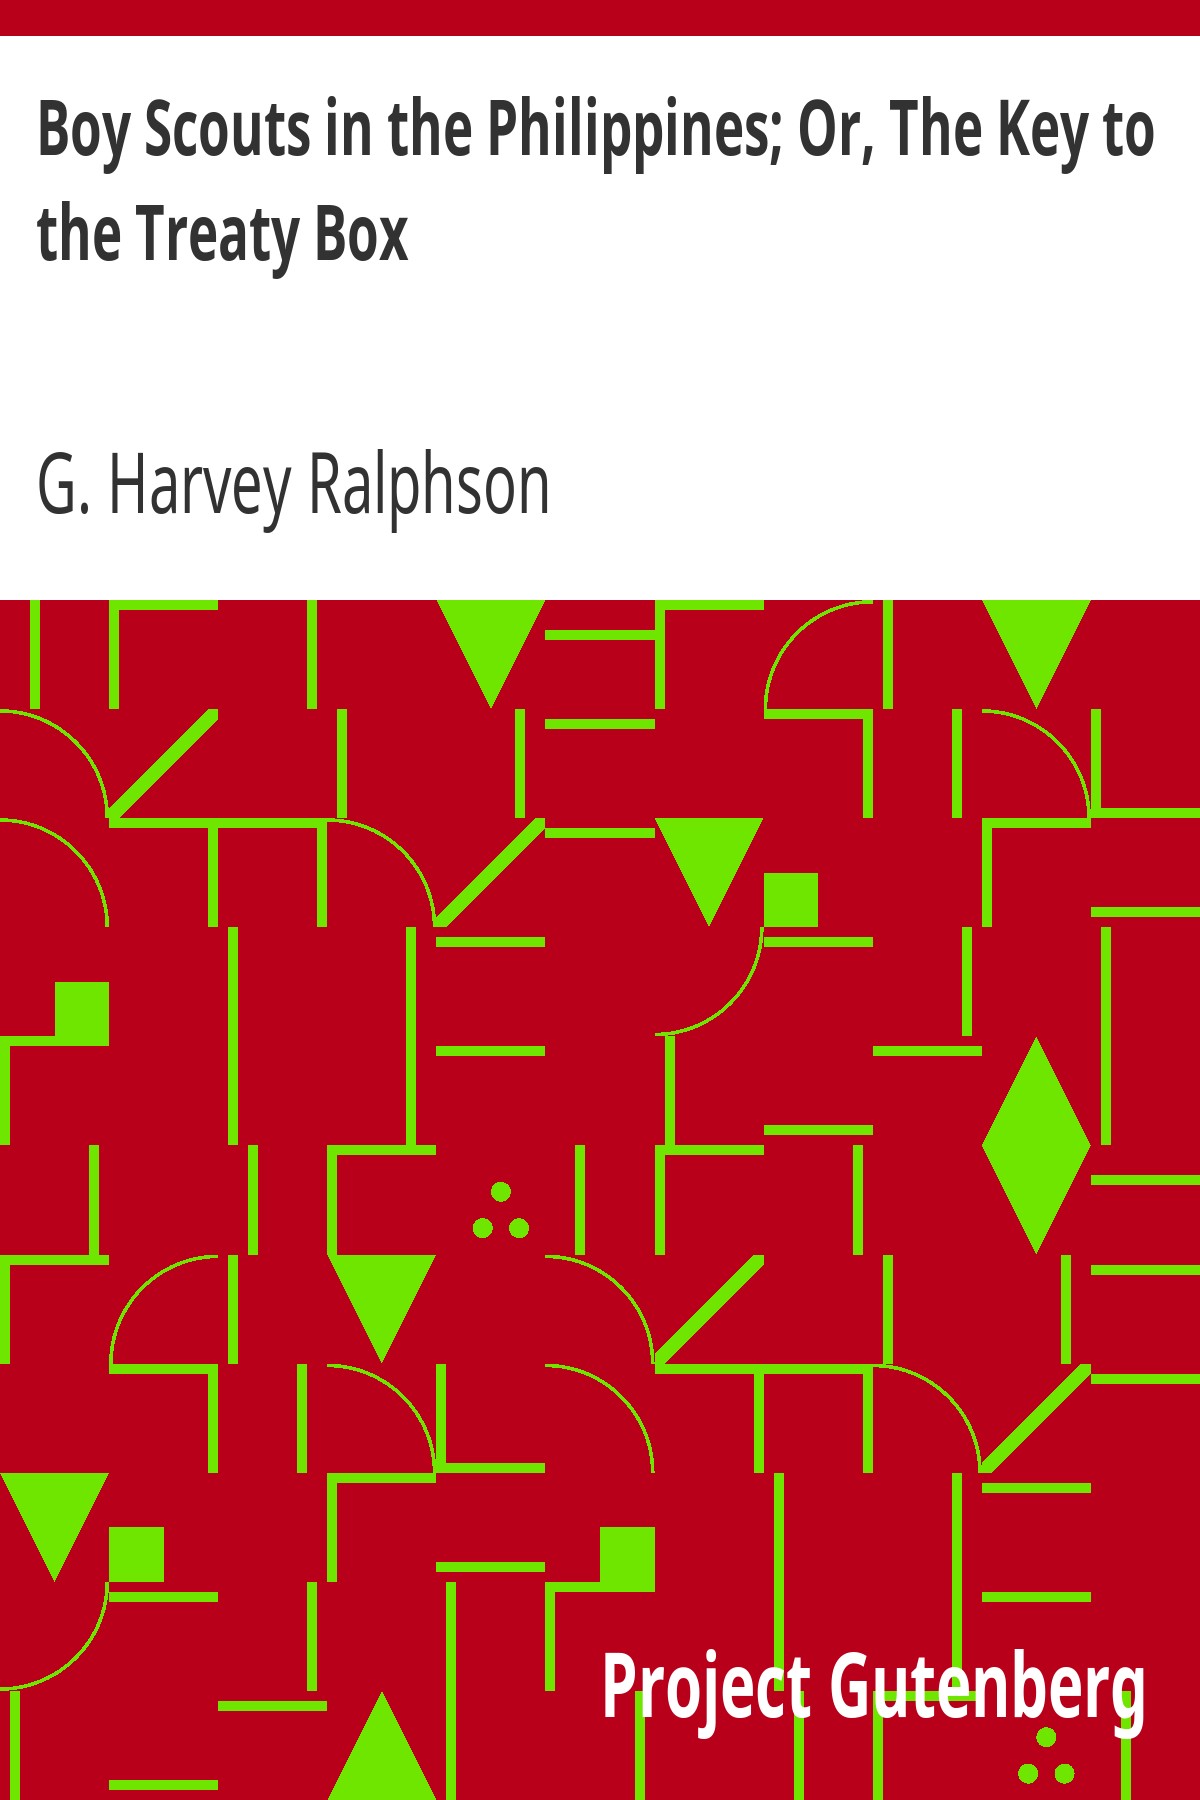 Boy Scouts in the Philippines; Or, The Key to
the Treaty Box
G. Harvey Ralphson
Project Gutenberg